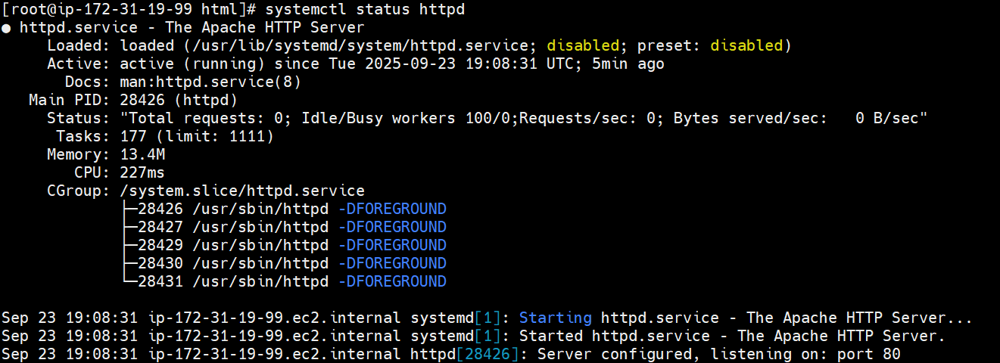 [root@ip-172-31-19-99 html]# systemctl status httpd
● httpd.service - The Apache HTTP Server
     Loaded: loaded (/usr/lib/systemd/system/httpd.service; disabled; preset: disabled)
     Active: active (running) since Tue 2025-09-23 19:08:31 UTC; 5min ago
       Docs: man:httpd.service(8)
   Main PID: 28426 (httpd)
     Status: "Total requests: 0; Idle/Busy workers 100/0;Requests/sec: 0; Bytes served/sec:   0 B/sec"
      Tasks: 177 (limit: 1111)
     Memory: 13.4M
        CPU: 227ms
     CGroup: /system.slice/httpd.service
             ├─28426 /usr/sbin/httpd -DFOREGROUND
             ├─28427 /usr/sbin/httpd -DFOREGROUND
             ├─28429 /usr/sbin/httpd -DFOREGROUND
             ├─28430 /usr/sbin/httpd -DFOREGROUND
             └─28431 /usr/sbin/httpd -DFOREGROUND

Sep 23 19:08:31 ip-172-31-19-99.ec2.internal systemd[1]: Starting httpd.service - The Apache HTTP Server...
Sep 23 19:08:31 ip-172-31-19-99.ec2.internal systemd[1]: Started httpd.service - The Apache HTTP Server.
Sep 23 19:08:31 ip-172-31-19-99.ec2.internal httpd[28426]: Server configured, listening on: port 80